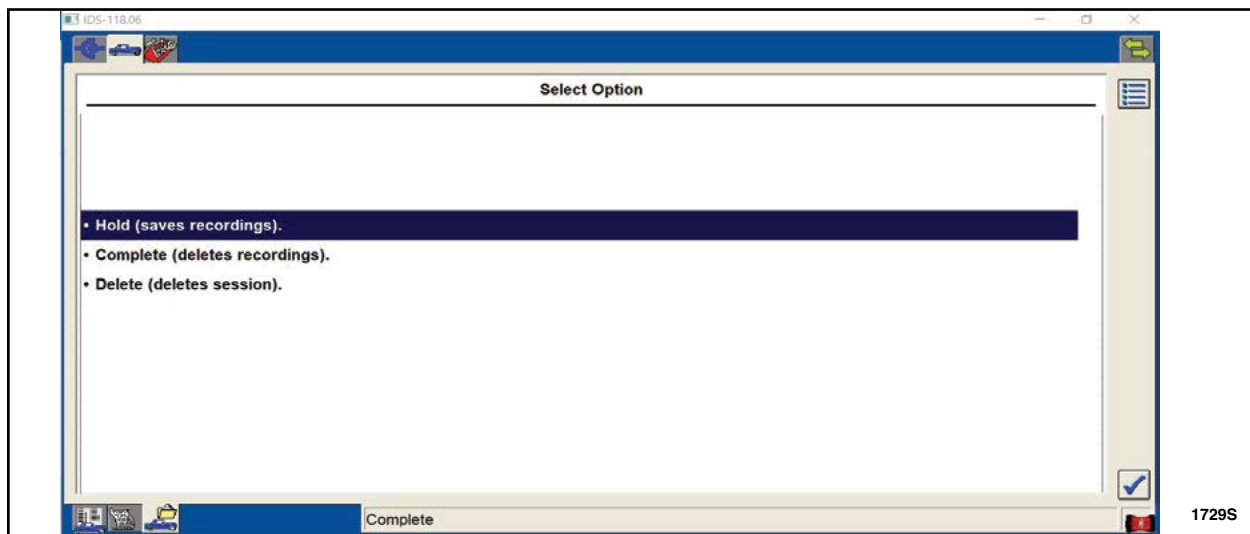 IDS-118.06
Select Option
• Hold (saves recordings).
• Complete (deletes recordings).
• Delete (deletes session).
Complete
1729S